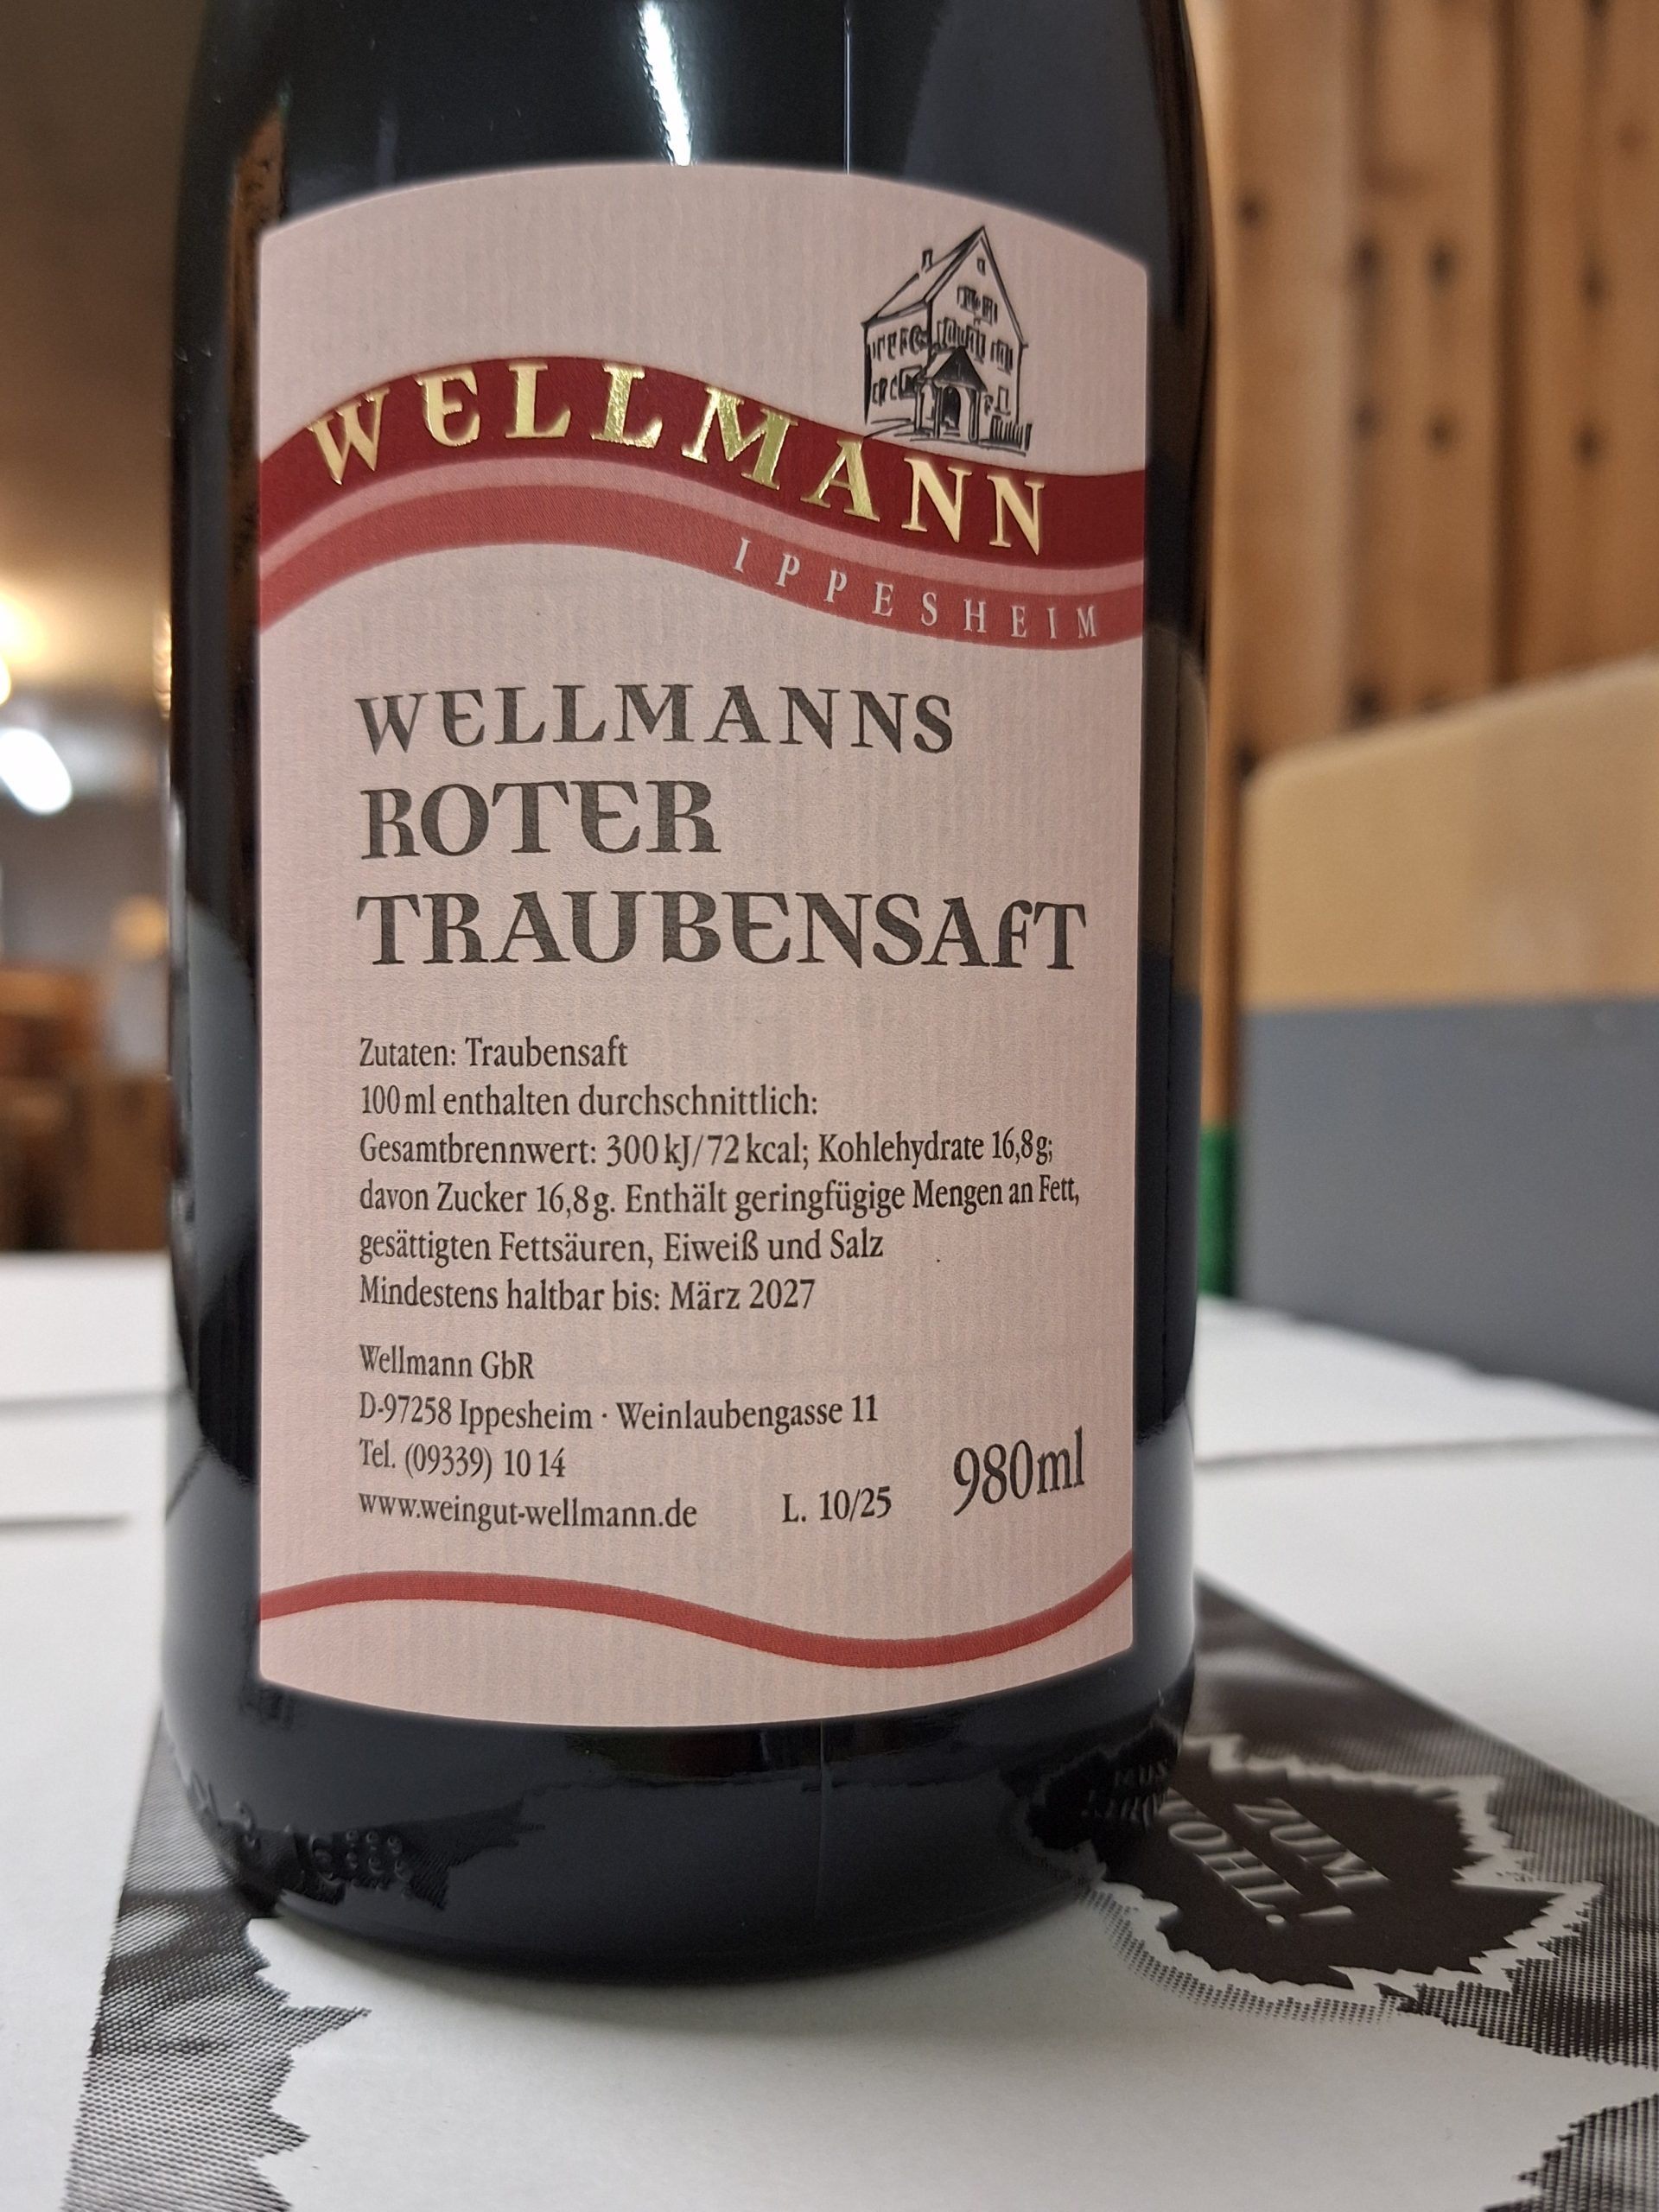 WELLMANN
IPPESHEIM
WELLMANNS
ROTER
TRAUBENSAFT
Zutaten: Traubensaft
100 ml enthalten durchschnittlich:
Gesamtbrennwert: 300 kJ/72 kcal; Kohlehydrate 16,8 g;
davon Zucker 16,8 g. Enthält geringfügige Mengen an Fett,
gesättigten Fettsäuren, Eiweiß und Salz
Mindestens haltbar bis: März 2027
Wellmann GbR
D-97258 Ippesheim · Weinlaubengasse 11
Tel. (09339) 10 14
www.weingut-wellmann.de L. 10/25 980ml
ZUM
WOHL!